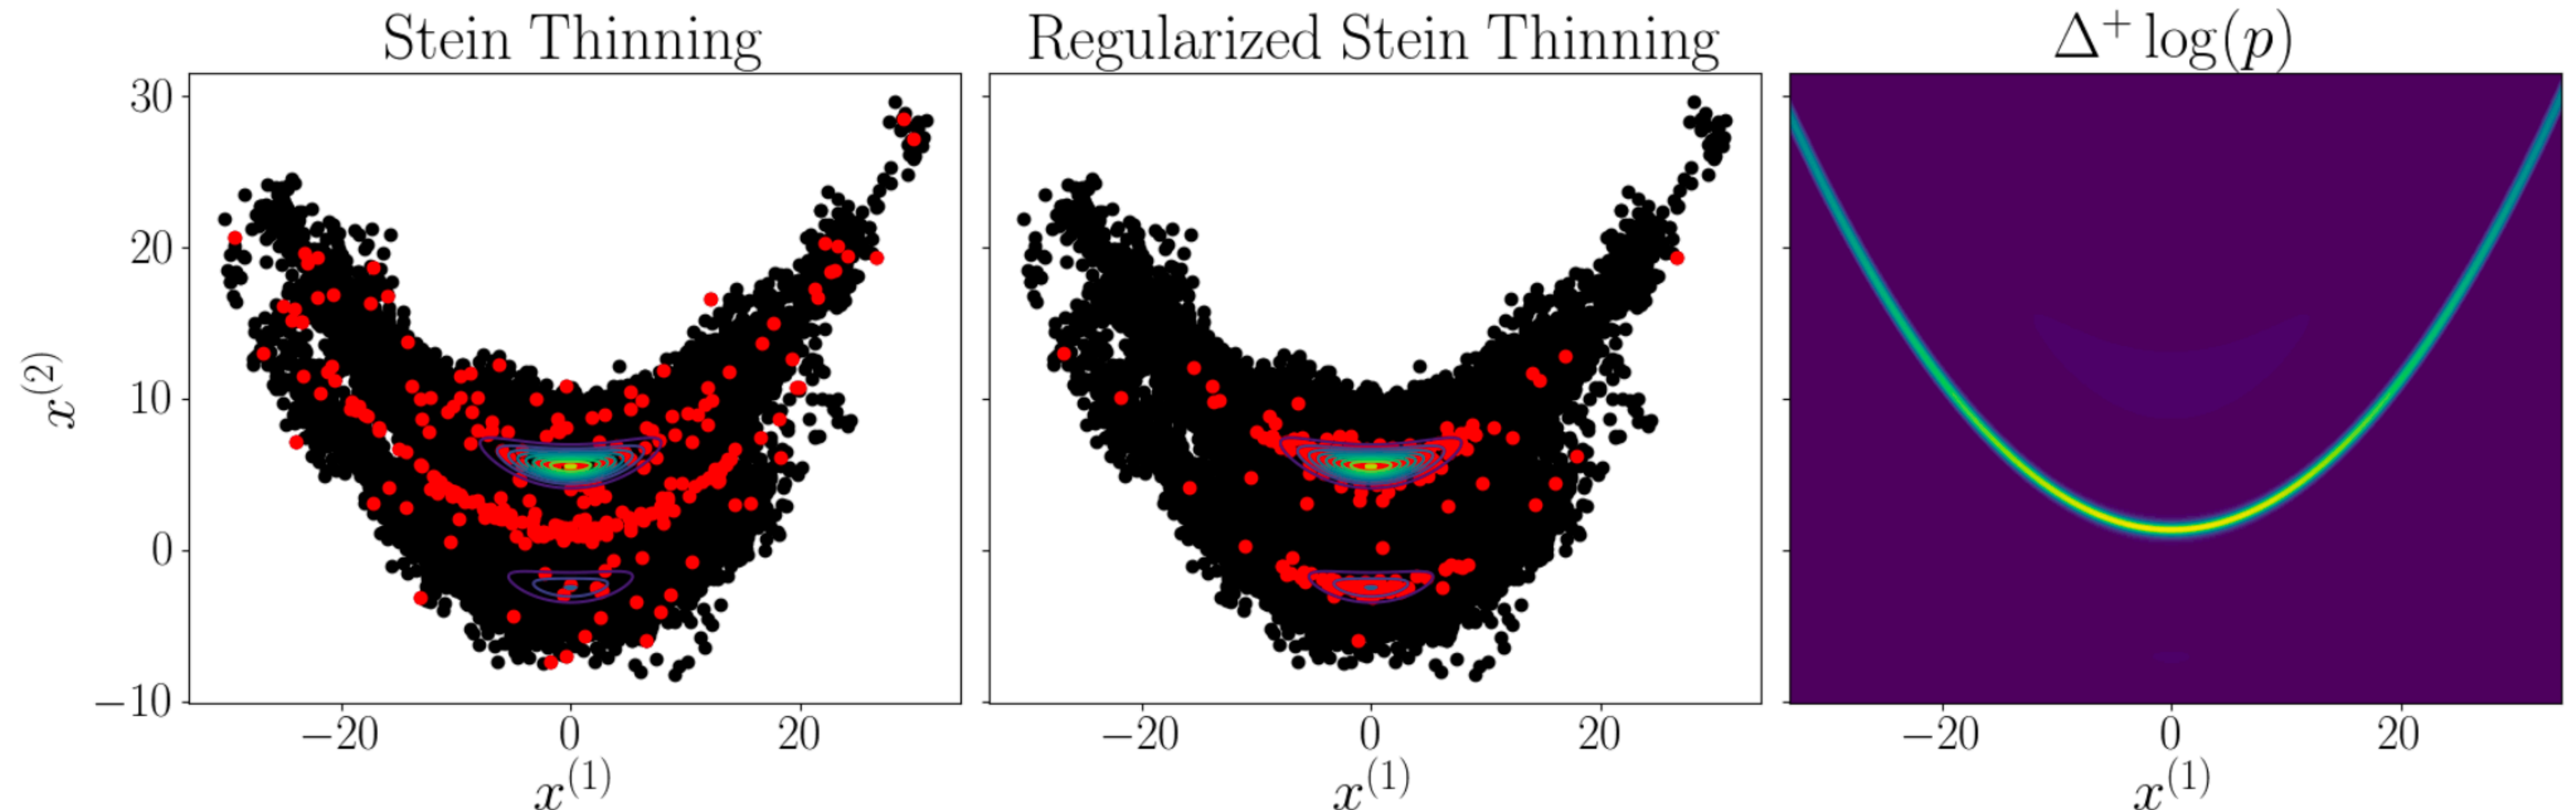 Stein Thinning
Regularized Stein Thinning
Δ⁺ log(p)
30
20
10
0
−10
x⁽²⁾
−20 0 20
−20 0 20
−20 0 20
x⁽¹⁾
x⁽¹⁾
x⁽¹⁾